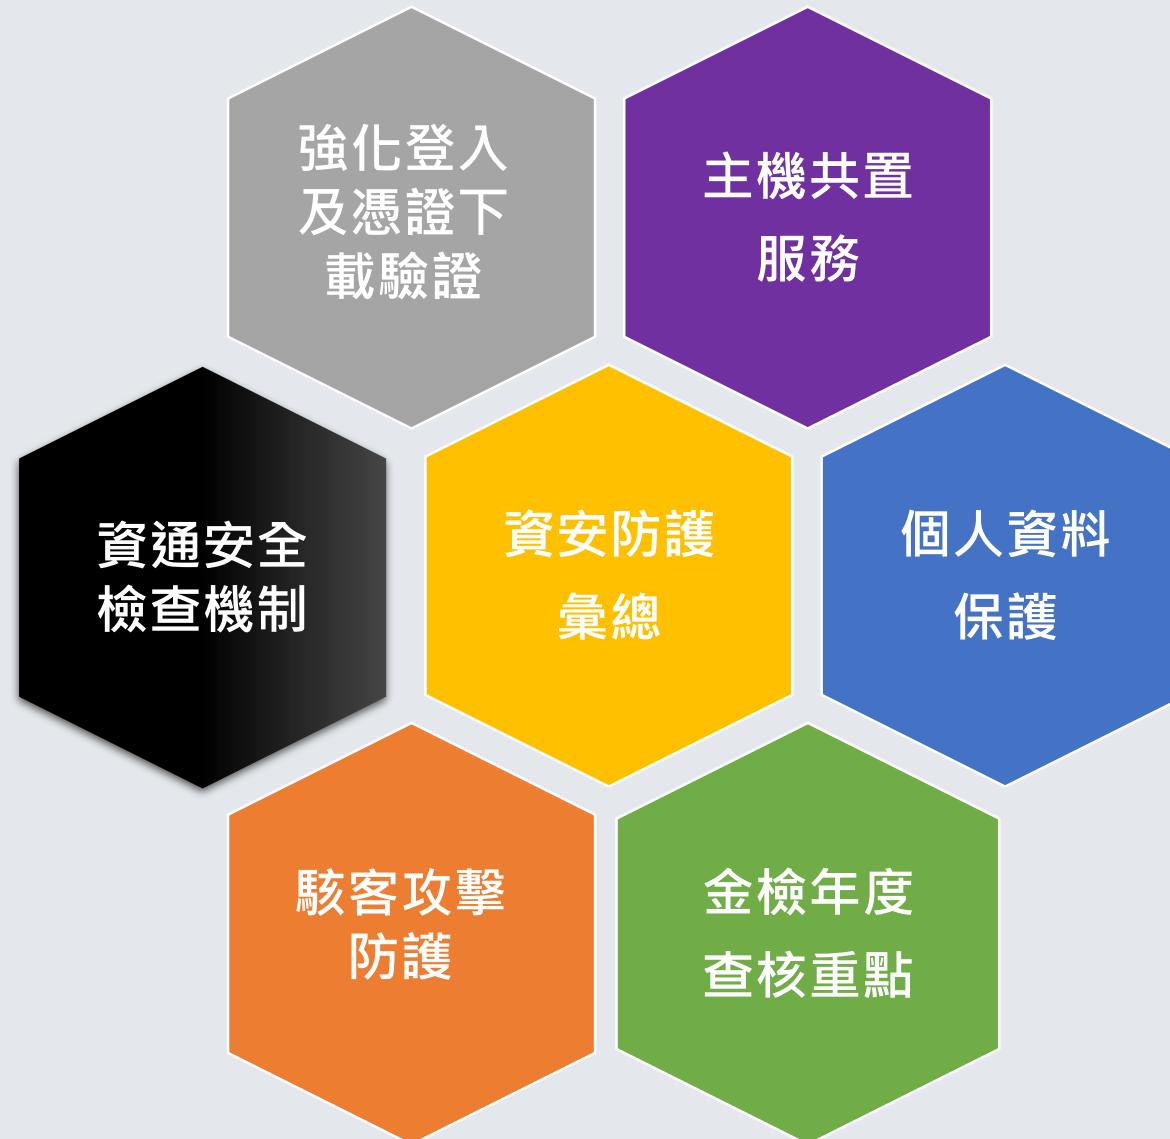 強化登入
及憑證下
載驗證
主機共置
服務
資通安全
檢查機制
資安防護
彙總
個人資料
保護
駭客攻擊
防護
金檢年度
查核重點